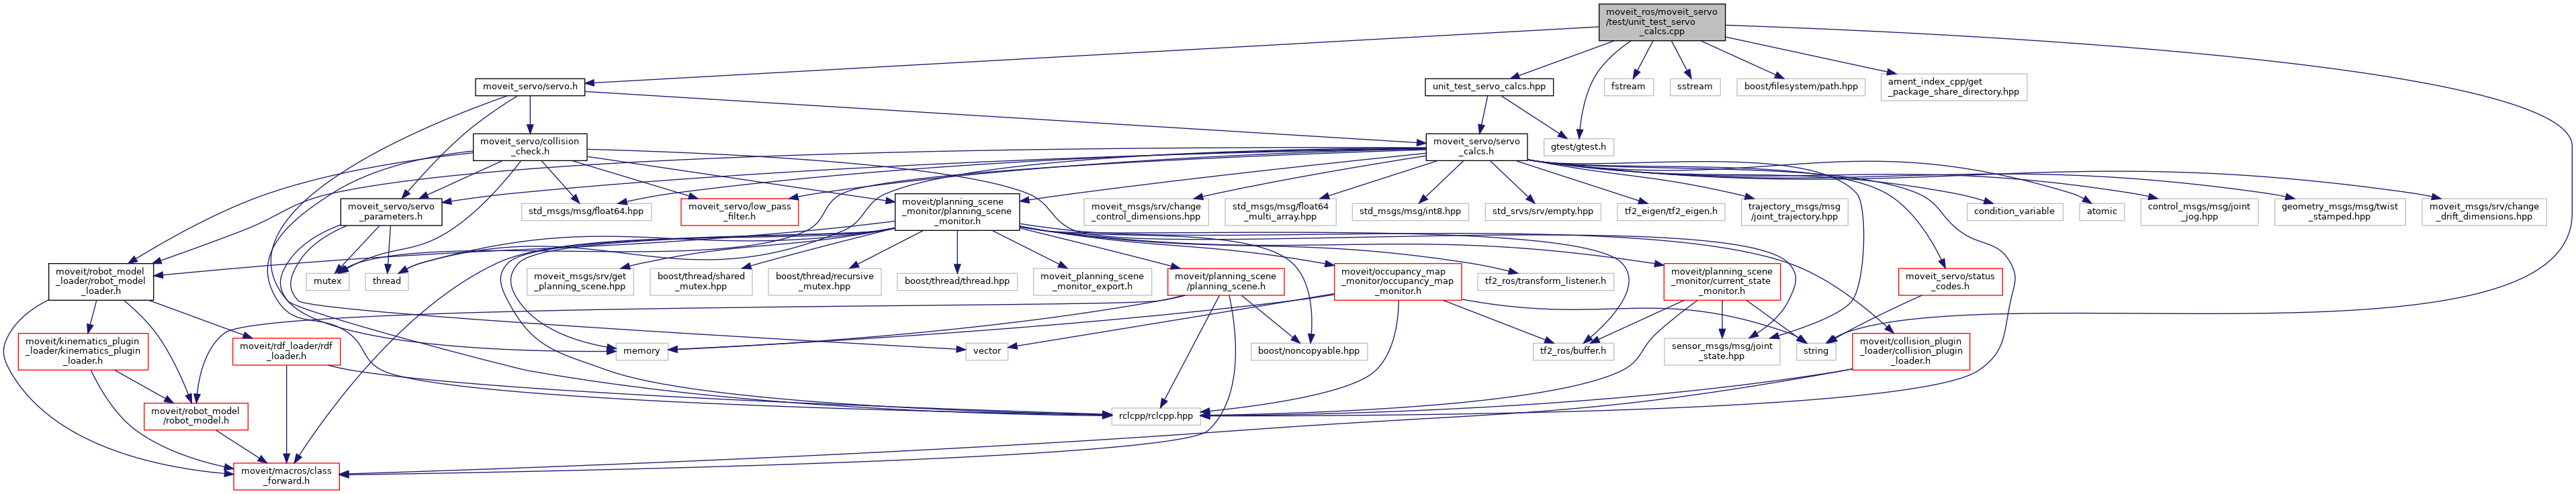 moveit_ros/moveit_servo
/test/unit_test_servo
_calcs.cpp
moveit_servo/servo.h
unit_test_servo_calcs.hpp
fstream
sstream
boost/filesystem/path.hpp
ament_index_cpp/get
_package_share_directory.hpp
moveit_servo/collision
_check.h
moveit_servo/servo
_calcs.h
gtest/gtest.h
moveit_servo/servo
_parameters.h
std_msgs/msg/float64.hpp
moveit_servo/low_pass
_filter.h
moveit/planning_scene
_monitor/planning_scene
_monitor.h
moveit_msgs/srv/change
_control_dimensions.hpp
std_msgs/msg/float64
_multi_array.hpp
std_msgs/msg/int8.hpp
std_srvs/srv/empty.hpp
tf2_eigen/tf2_eigen.h
trajectory_msgs/msg
/joint_trajectory.hpp
condition_variable
atomic
control_msgs/msg/joint
_jog.hpp
geometry_msgs/msg/twist
_stamped.hpp
moveit_msgs/srv/change
_drift_dimensions.hpp
moveit/robot_model
_loader/robot_model
_loader.h
mutex
thread
moveit_msgs/srv/get
_planning_scene.hpp
boost/thread/shared
_mutex.hpp
boost/thread/recursive
_mutex.hpp
boost/thread/thread.hpp
moveit_planning_scene
_monitor_export.h
moveit/planning_scene
/planning_scene.h
moveit/occupancy_map
_monitor/occupancy_map
_monitor.h
tf2_ros/transform_listener.h
moveit/planning_scene
_monitor/current_state
_monitor.h
moveit_servo/status
_codes.h
moveit/kinematics_plugin
_loader/kinematics_plugin
_loader.h
moveit/rdf_loader/rdf
_loader.h
memory
vector
boost/noncopyable.hpp
tf2_ros/buffer.h
sensor_msgs/msg/joint
_state.hpp
string
moveit/collision_plugin
_loader/collision_plugin
_loader.h
moveit/robot_model
/robot_model.h
rclcpp/rclcpp.hpp
moveit/macros/class
_forward.h